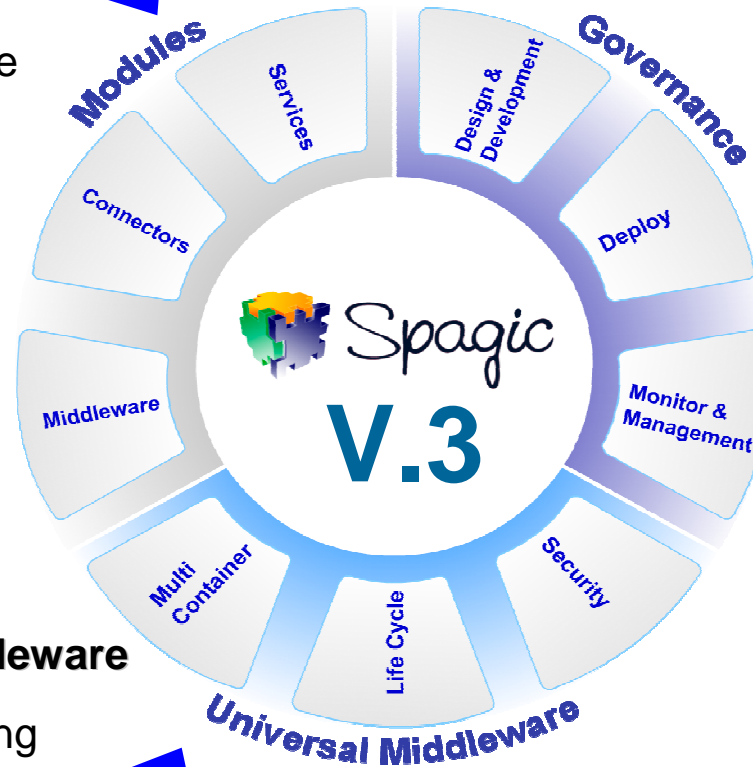 e
Modules
Governance
Services
Design &
Development
Connectors
Deploy
Spagic
V.3
Middleware
Monitor &
Management
Multi
Container
Life Cycle
Security
leware
ng
Universal Middleware